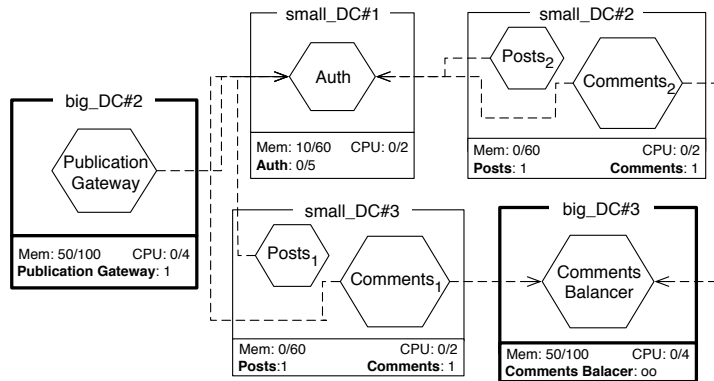 small_DC#1
Auth
Mem: 10/60 CPU: 0/2
Auth: 0/5
small_DC#2
Posts2
Comments2
Mem: 0/60 CPU: 0/2
Posts: 1 Comments: 1
big_DC#2
Publication
Gateway
Mem: 50/100 CPU: 0/4
Publication Gateway: 1
small_DC#3
Posts1
Comments1
Mem: 0/60 CPU: 0/2
Posts:1 Comments: 1
big_DC#3
Comments
Balancer
Mem: 50/100 CPU: 0/4
Comments Balacer: oo